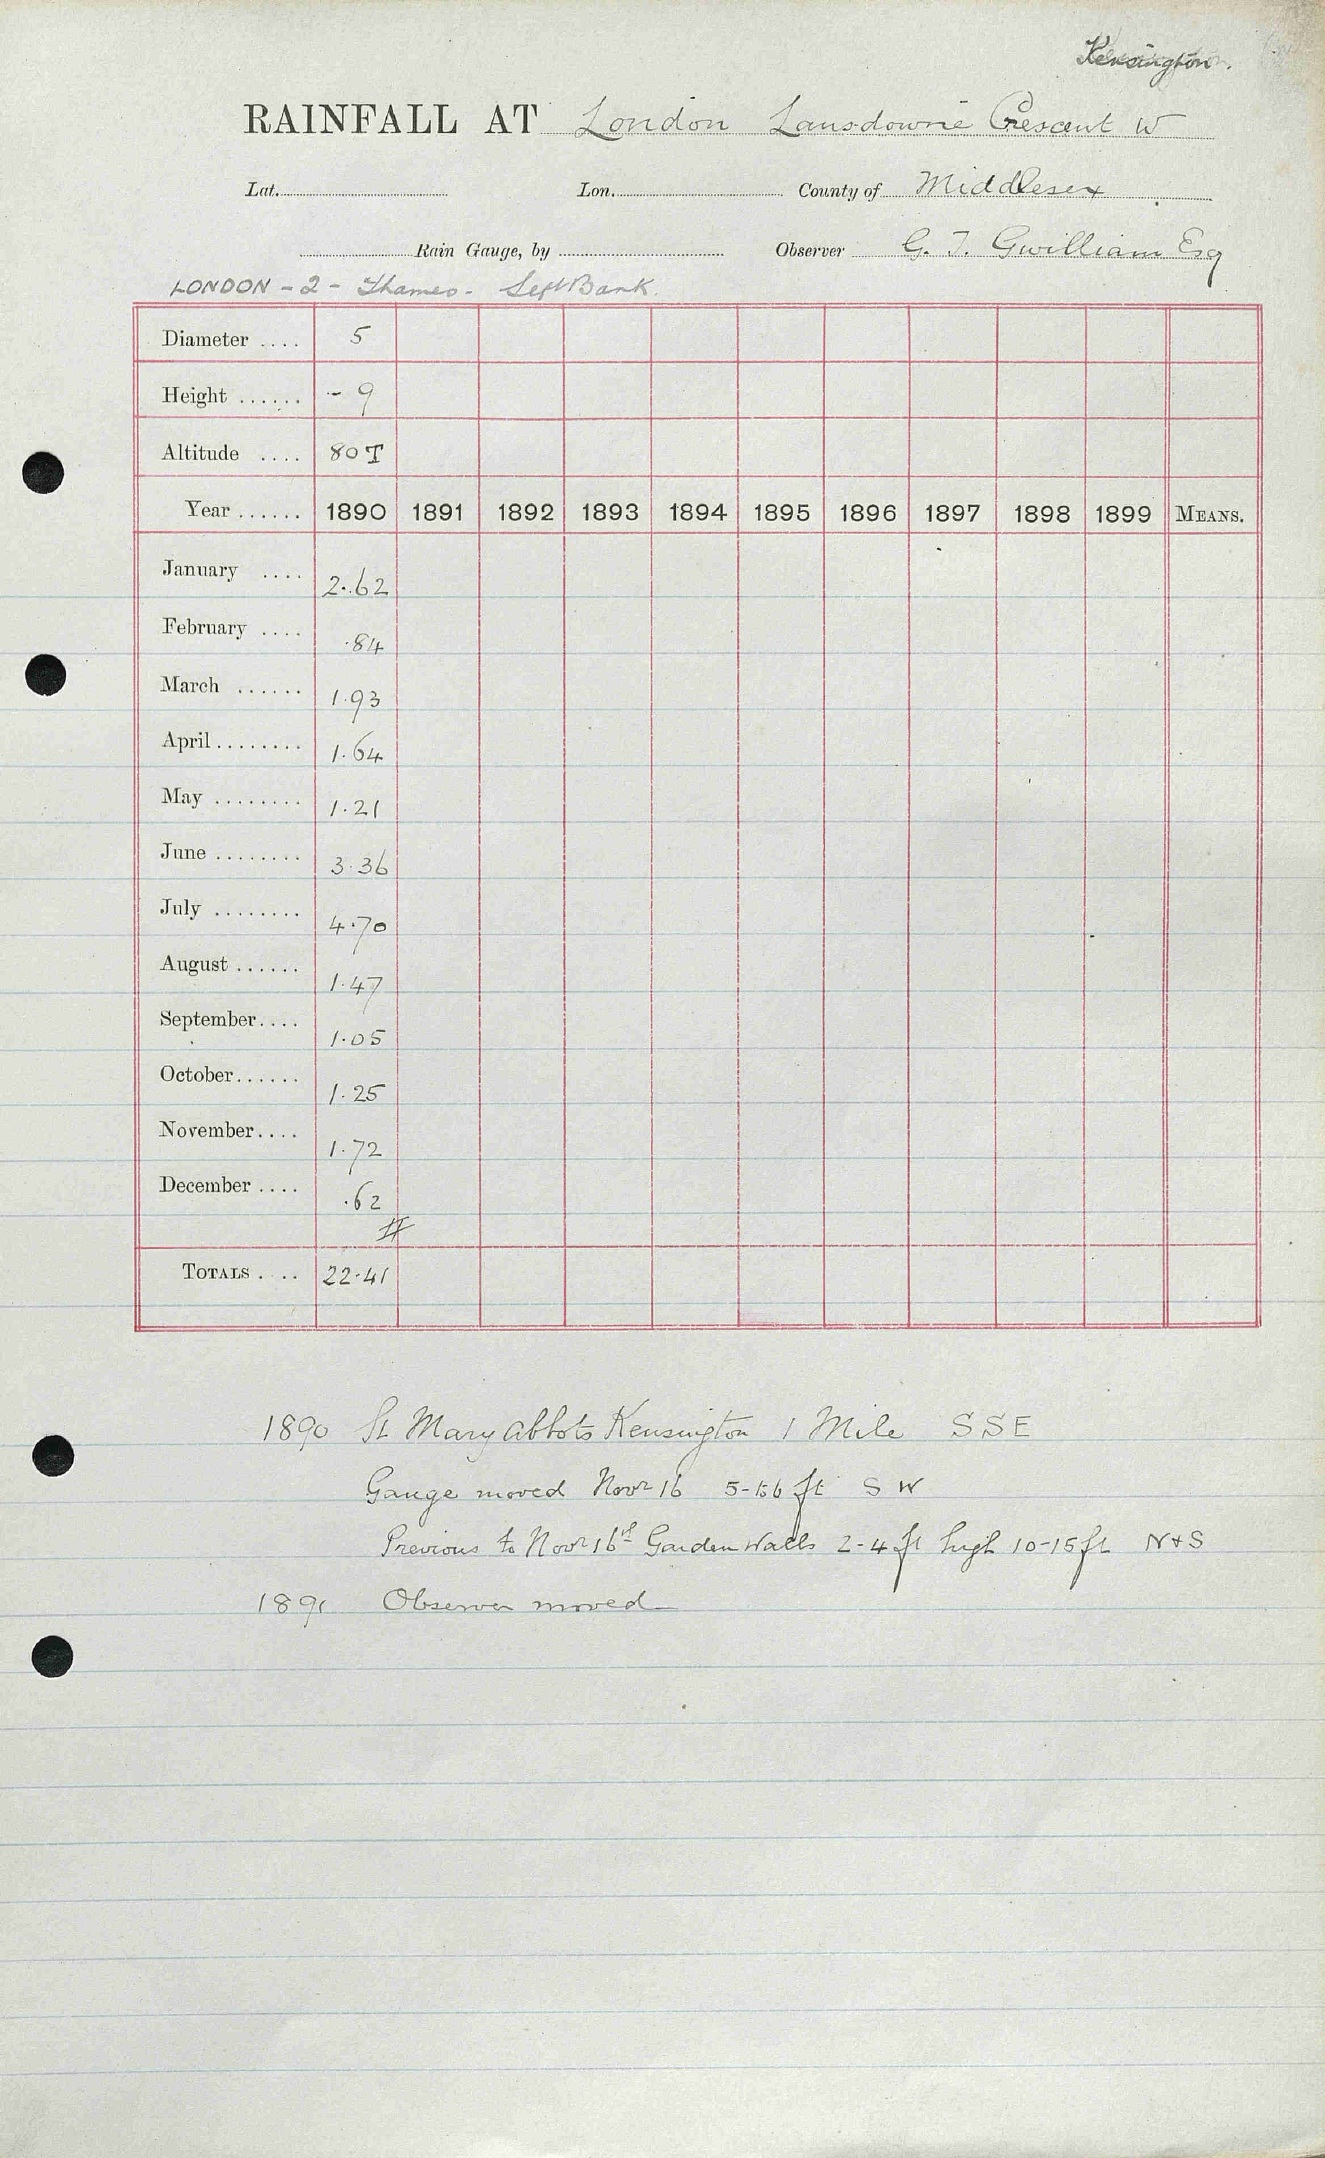 Kensington.
RAINFALL AT London Lansdowne Crescent W
Lat. Lon. County of Middlesex
Rain Gauge, by Observer G. T. Gwilliam Esq
LONDON - 2 - Thames - Left Bank.
Diameter .... 5
Height ...... - 9
Altitude .... 80 T
Year ...... 1890 1891 1892 1893 1894 1895 1896 1897 1898 1899 MEANS.
January .... 2.62
February .... .84
March ...... 1.93
April ........ 1.64
May ........ 1.21
June ........ 3.36
July ........ 4.70
August ...... 1.47
September.... 1.05
October...... 1.25
November.... 1.72
December .... .62
#
TOTALS .... 22.41
1890 St Mary Abbots Kensington 1 Mile SSE
Gauge moved Novr 16 ft SW
Previous to Novr 16th Garden Walls 2-4 ft high 10-15 ft N+S
1891 Observer moved